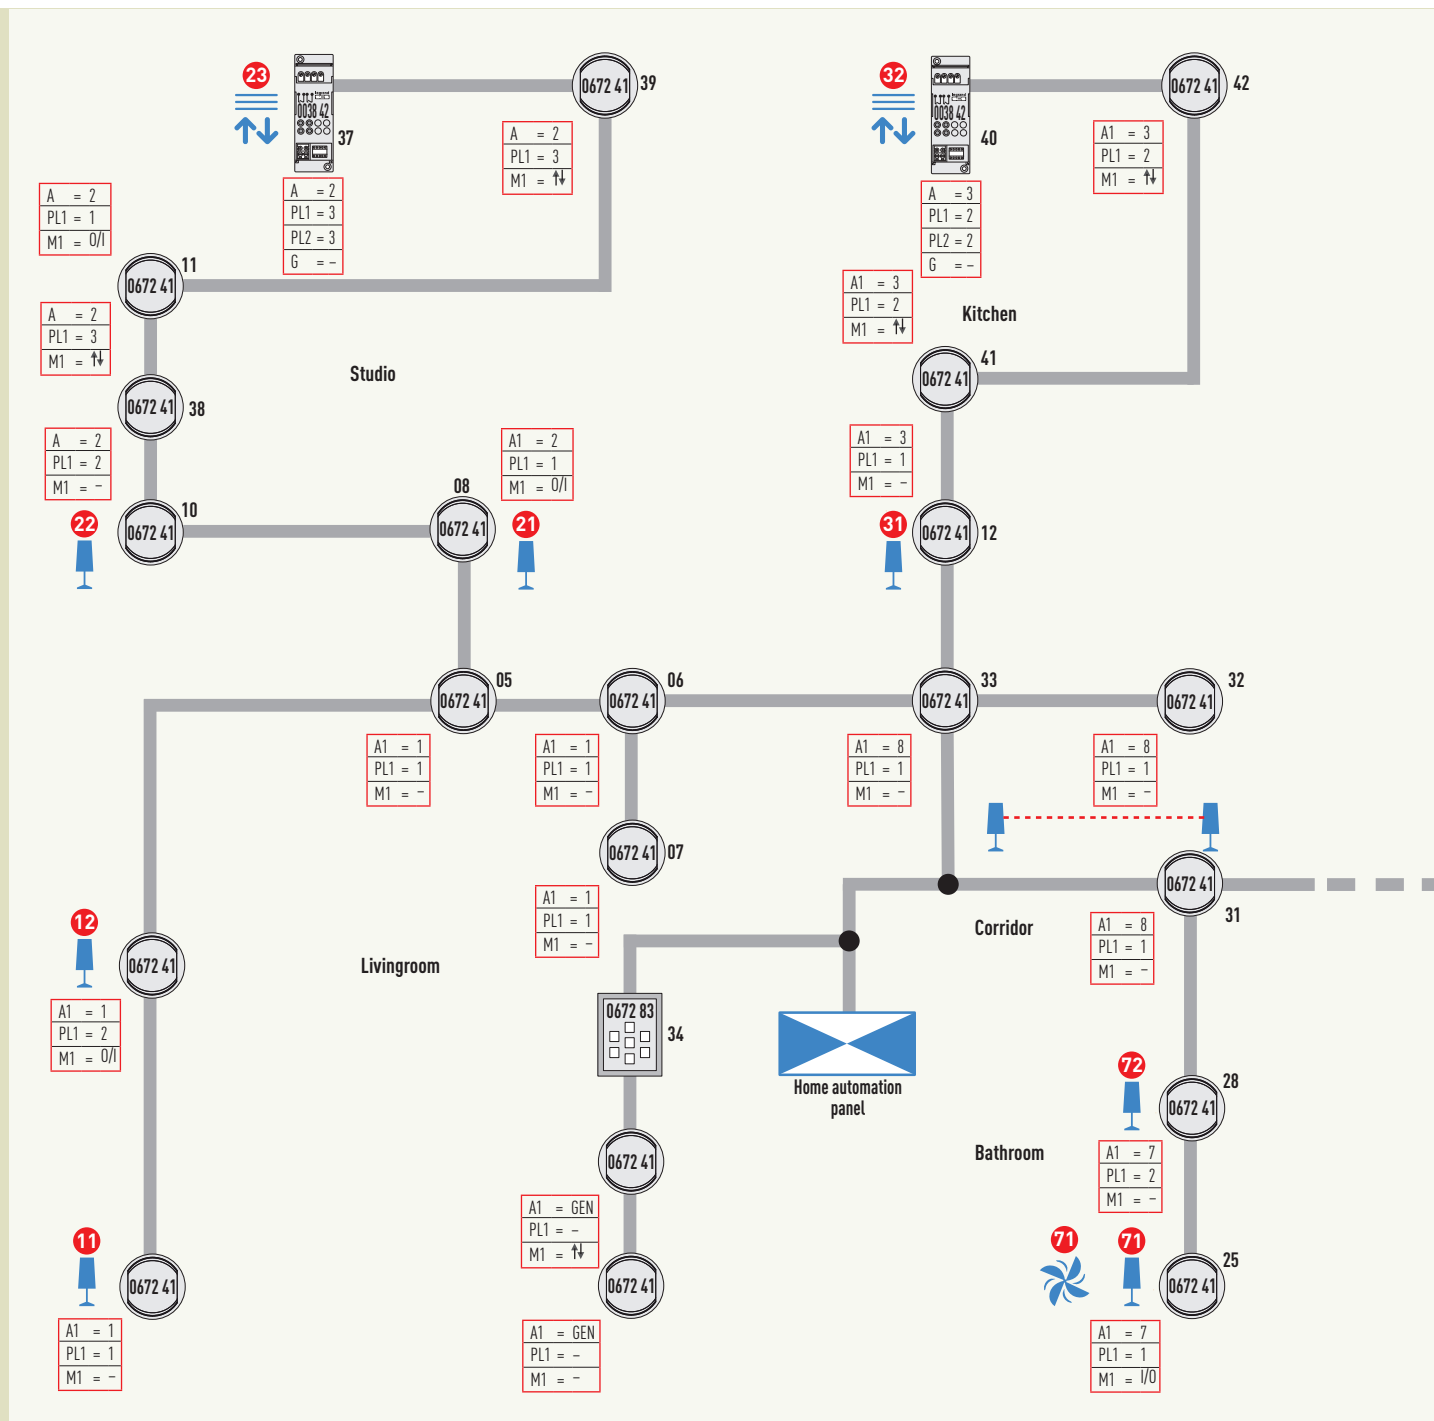 23
0038 42
37
0672 41
39
32
0038 42
40
0672 41
42
A = 2
PL1 = 3
M1 = ↑↓
A1 = 3
PL1 = 2
M1 = ↑↓
A = 2
PL1 = 3
PL2 = 3
G = –
A = 3
PL1 = 2
PL2 = 2
G = –
A = 2
PL1 = 1
M1 = O/I
0672 41
11
A1 = 3
PL1 = 2
M1 = ↑↓
Kitchen
A = 2
PL1 = 3
M1 = ↑↓
Studio
0672 41
41
0672 41
38
A = 2
PL1 = 2
M1 = –
A1 = 2
PL1 = 1
M1 = O/I
A1 = 3
PL1 = 1
M1 = –
22
0672 41
10
08
0672 41
21
31
0672 41
12
0672 41
05
0672 41
06
0672 41
33
0672 41
32
A1 = 1
PL1 = 1
M1 = –
A1 = 1
PL1 = 1
M1 = –
A1 = 8
PL1 = 1
M1 = –
A1 = 8
PL1 = 1
M1 = –
0672 41
07
A1 = 1
PL1 = 1
M1 = –
0672 41
31
Corridor
A1 = 8
PL1 = 1
M1 = –
12
0672 41
Livingroom
A1 = 1
PL1 = 2
M1 = O/I
0672 83
34
Home automation
panel
72
0672 41
28
Bathroom
A1 = 7
PL1 = 2
M1 = –
0672 41
A1 = GEN
PL1 = –
M1 = ↑↓
11
0672 41
A1 = 1
PL1 = 1
M1 = –
0672 41
A1 = GEN
PL1 = –
M1 = –
71
71
0672 41
25
A1 = 7
PL1 = 1
M1 = I/O